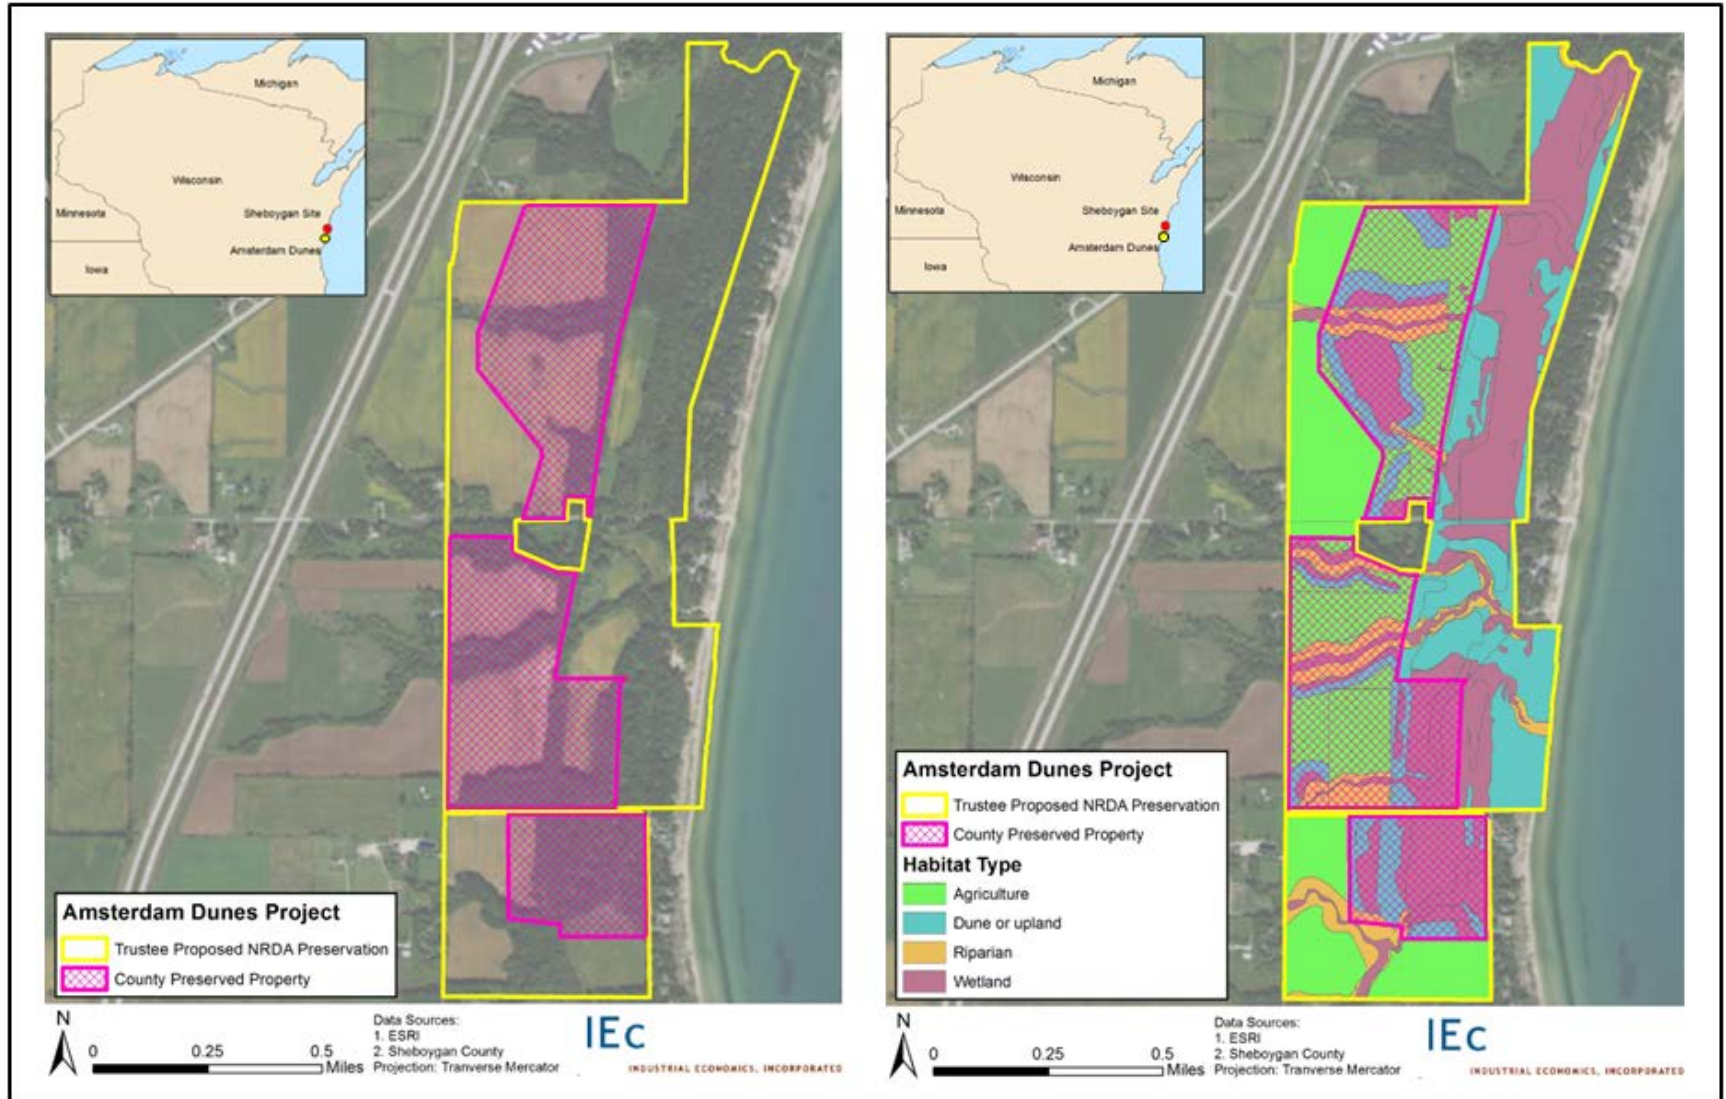 Michigan
Wisconsin
Minnesota
Sheboygan Site
Amsterdam Dunes
Iowa
Amsterdam Dunes Project
Trustee Proposed NRDA Preservation
County Preserved Property
N
0 0.25 0.5
Miles
Data Sources:
1. ESRI
2. Sheboygan County
Projection: Tranverse Mercator
IEc
INDUSTRIAL ECONOMICS, INCORPORATED
Michigan
Wisconsin
Minnesota
Sheboygan Site
Amsterdam Dunes
Iowa
Amsterdam Dunes Project
Trustee Proposed NRDA Preservation
County Preserved Property
Habitat Type
Agriculture
Dune or upland
Riparian
Wetland
N
0 0.25 0.5
Miles
Data Sources:
1. ESRI
2. Sheboygan County
Projection: Tranverse Mercator
IEc
INDUSTRIAL ECONOMICS, INCORPORATED